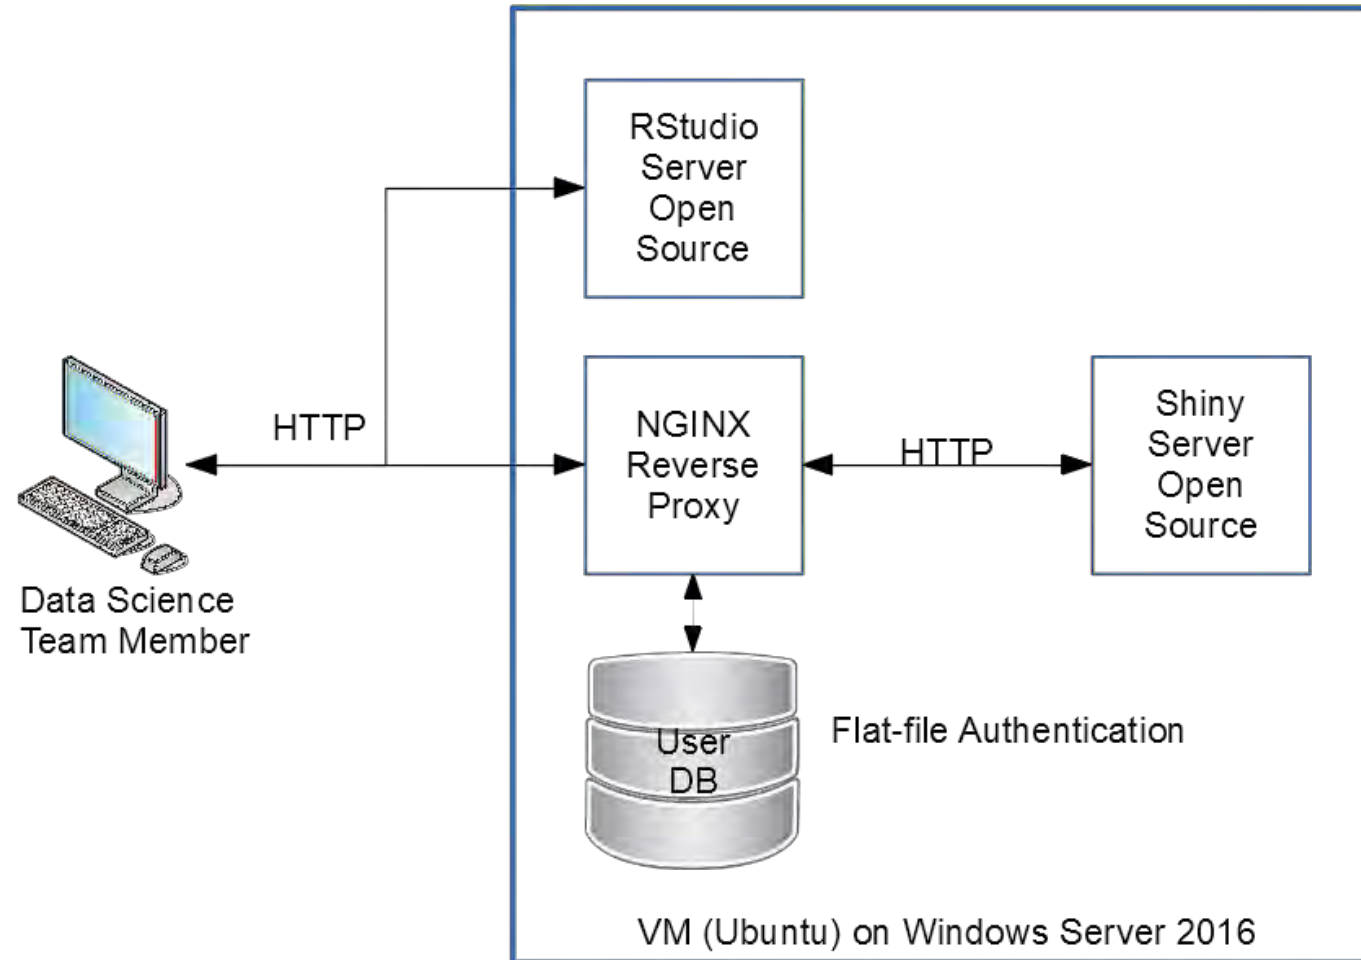 RStudio
Server
Open
Source
HTTP
NGINX
Reverse
Proxy
HTTP
Shiny
Server
Open
Source
Data Science
Team Member
User
DB
Flat-file Authentication
VM (Ubuntu) on Windows Server 2016